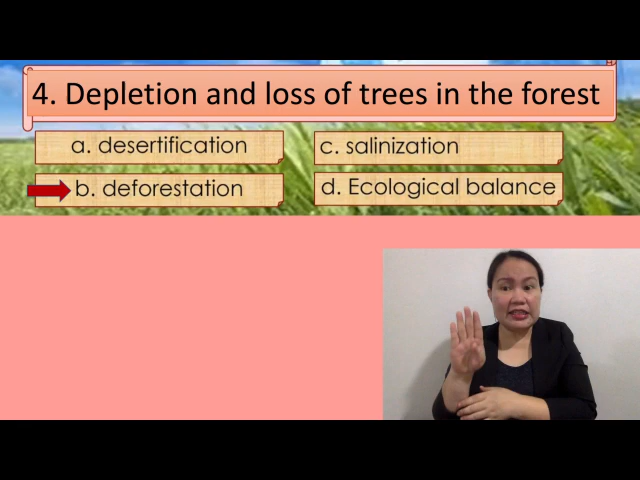 4. Depletion and loss of trees in the forest
a. desertification
c. salinization
b. deforestation
d. Ecological balance